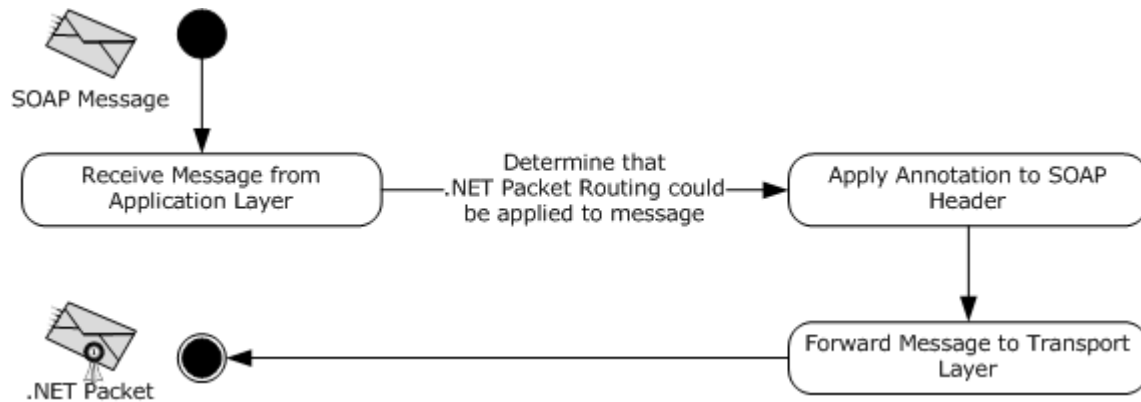 SOAP Message
Receive Message from
Application Layer
Determine that
.NET Packet Routing could
be applied to message
Apply Annotation to SOAP
Header
Forward Message to Transport
Layer
.NET Packet